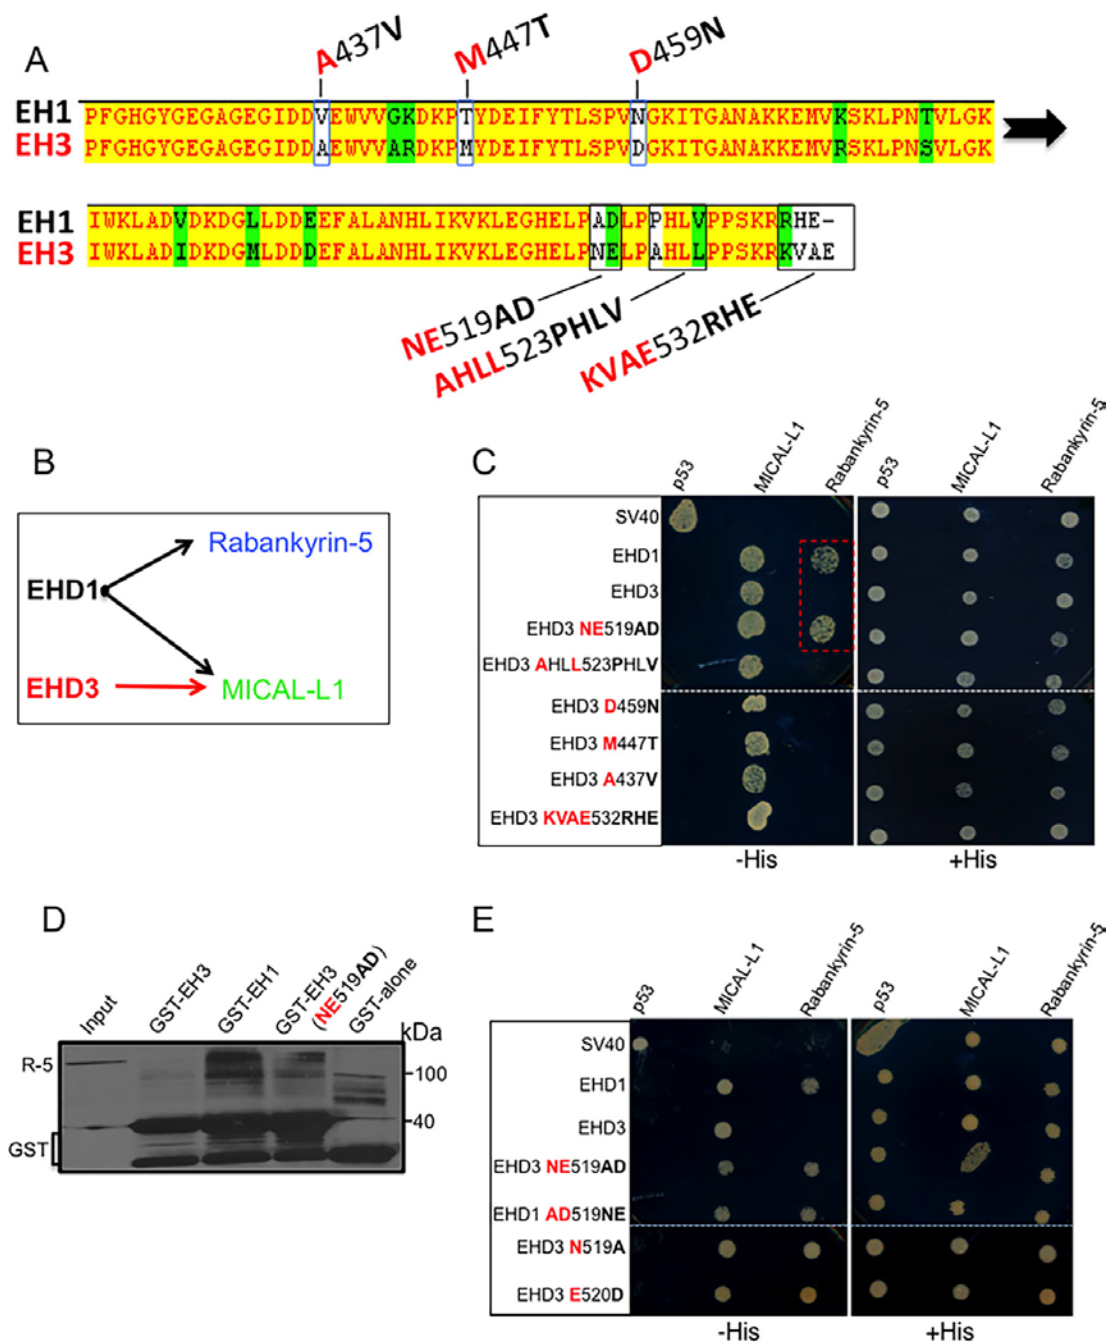 A
A437V
M447T
D459N
EH1 PFGHGYGEGAGEGIDDVEWVVGKDKPTYDEIFYTLSPVNGKITGANAKKEMVKSKLPNTVLGK
EH3 PFGHGYGEGAGEGIDDAEWVVARDKPMYDEIFYTLSPVDGKITGANAKKEMVRSKLPNSVLGK
EH1 IWKLADVDKDGLLDDEEFALANHLIKVKLEGHELPADLPPHLVPPSKRRHE-
EH3 IWKLADIDKDGMLDDDEFALANHLIKVKLEGHELPNELPAHLLPPSKRKVAE
NE519AD
AHLL523PHLV
KVAE532RHE
B
Rabankyrin-5
EHD1
EHD3
MICAL-L1
C
p53 MICAL-L1 Rabankyrin-5 p53 MICAL-L1 Rabankyrin-5
SV40
EHD1
EHD3
EHD3 NE519AD
EHD3 AHLL523PHLV
EHD3 D459N
EHD3 M447T
EHD3 A437V
EHD3 KVAE532RHE
-His +His
D
Input GST-EH3 GST-EH1 GST-EH3 (NE519AD) GST-alone
kDa
R-5
100
40
GST
E
p53 MICAL-L1 Rabankyrin-5 p53 MICAL-L1 Rabankyrin-5
SV40
EHD1
EHD3
EHD3 NE519AD
EHD1 AD519NE
EHD3 N519A
EHD3 E520D
-His +His